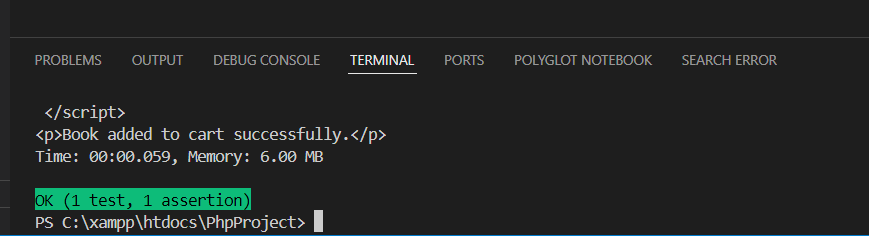 PROBLEMS OUTPUT DEBUG CONSOLE TERMINAL PORTS POLYGLOT NOTEBOOK SEARCH ERROR
</script>
<p>Book added to cart successfully.</p>
Time: 00:00.059, Memory: 6.00 MB
OK (1 test, 1 assertion)
PS C:\xampp\htdocs\PhpProject>